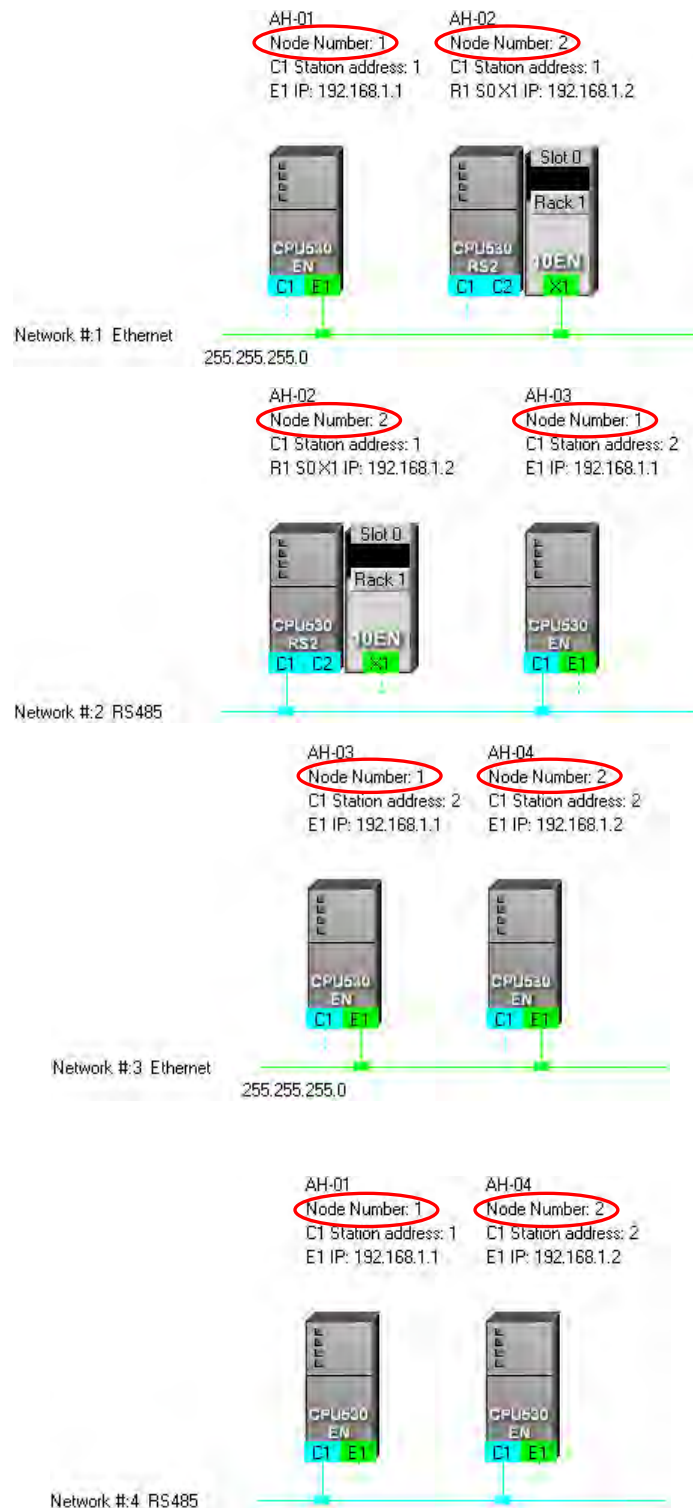 AH-01 AH-02
Node Number: 1 Node Number: 2
C1 Station address: 1 C1 Station address: 1
E1 IP: 192.168.1.1 R1 S0 X1 IP: 192.168.1.2
Slot 0
Rack 1
CPU530 CPU530 10EN
EN RS2
C1 E1 C1 C2 X1
Network #:1 Ethernet
255.255.255.0
AH-02 AH-03
Node Number: 2 Node Number: 1
C1 Station address: 1 C1 Station address: 2
R1 S0 X1 IP: 192.168.1.2 E1 IP: 192.168.1.1
Slot 0
Rack 1
CPU530 10EN CPU530
RS2 EN
C1 C2 X1 C1 E1
Network #:2 RS485
AH-03 AH-04
Node Number: 1 Node Number: 2
C1 Station address: 2 C1 Station address: 2
E1 IP: 192.168.1.1 E1 IP: 192.168.1.2
CPU530 CPU530
EN EN
C1 E1 C1 E1
Network #:3 Ethernet
255.255.255.0
AH-01 AH-04
Node Number: 1 Node Number: 2
C1 Station address: 1 C1 Station address: 2
E1 IP: 192.168.1.1 E1 IP: 192.168.1.2
CPU530 CPU530
EN EN
C1 E1 C1 E1
Network #:4 RS485